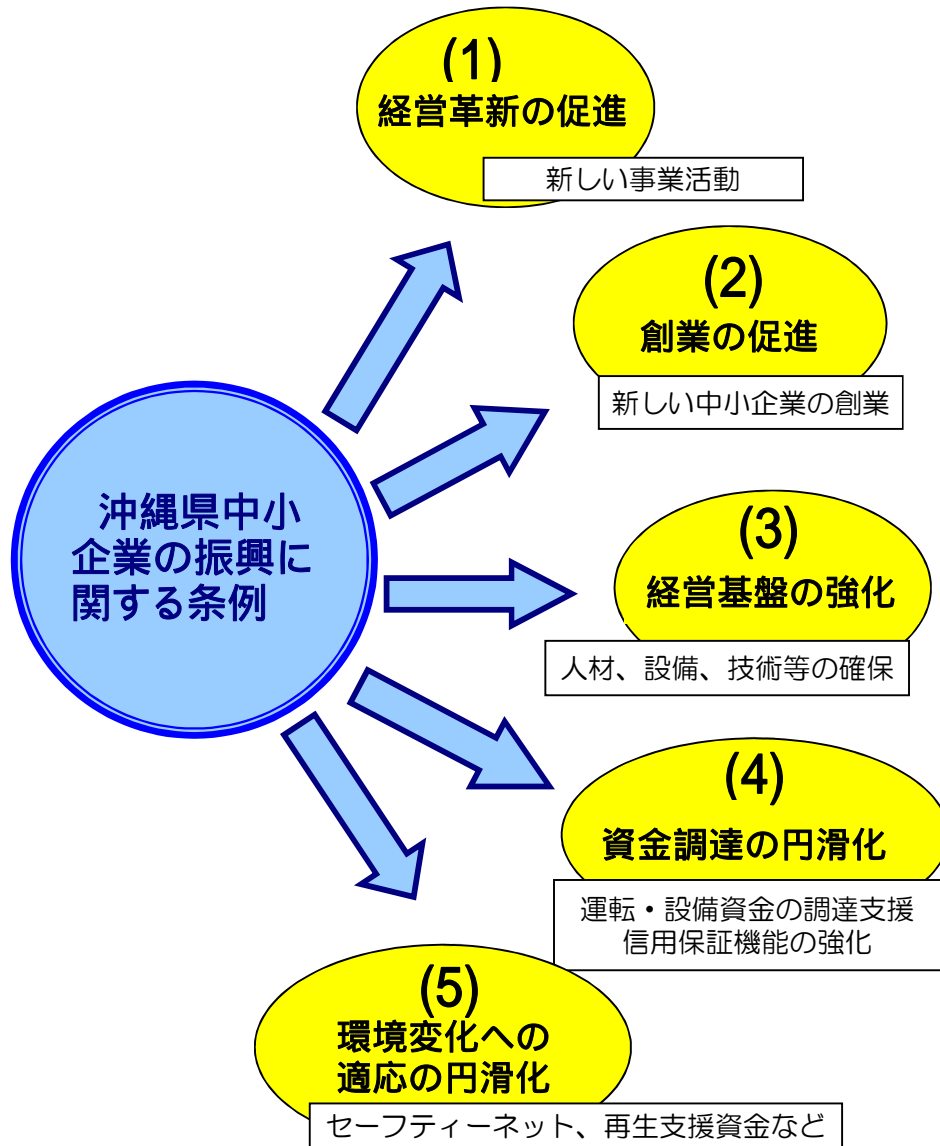 (1)
経営革新の促進
新しい事業活動
(2)
創業の促進
新しい中小企業の創業
沖縄県中小
企業の振興に
関する条例
(3)
経営基盤の強化
人材、設備、技術等の確保
(4)
資金調達の円滑化
運転・設備資金の調達支援
信用保証機能の強化
(5)
環境変化への
適応の円滑化
セーフティーネット、再生支援資金など